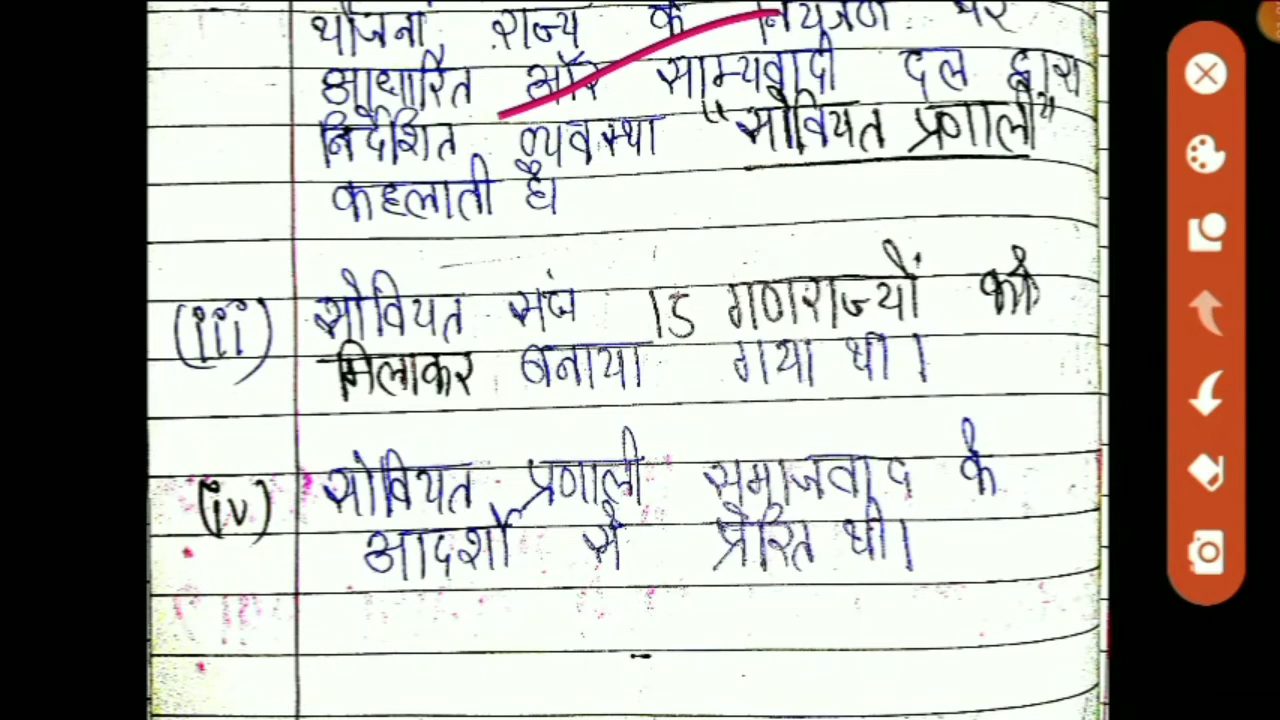 योजना, राज्य के नियंत्रण पर
आधारित और साम्यवादी दल द्वारा
निर्देशित व्यवस्था "सोवियत प्रणाली"
कहलाती है।
(iii) सोवियत संघ 15 गणराज्यों को
मिलाकर बनाया गया था।
(iv) सोवियत प्रणाली समाजवाद के
आदर्शों से प्रेरित थी।